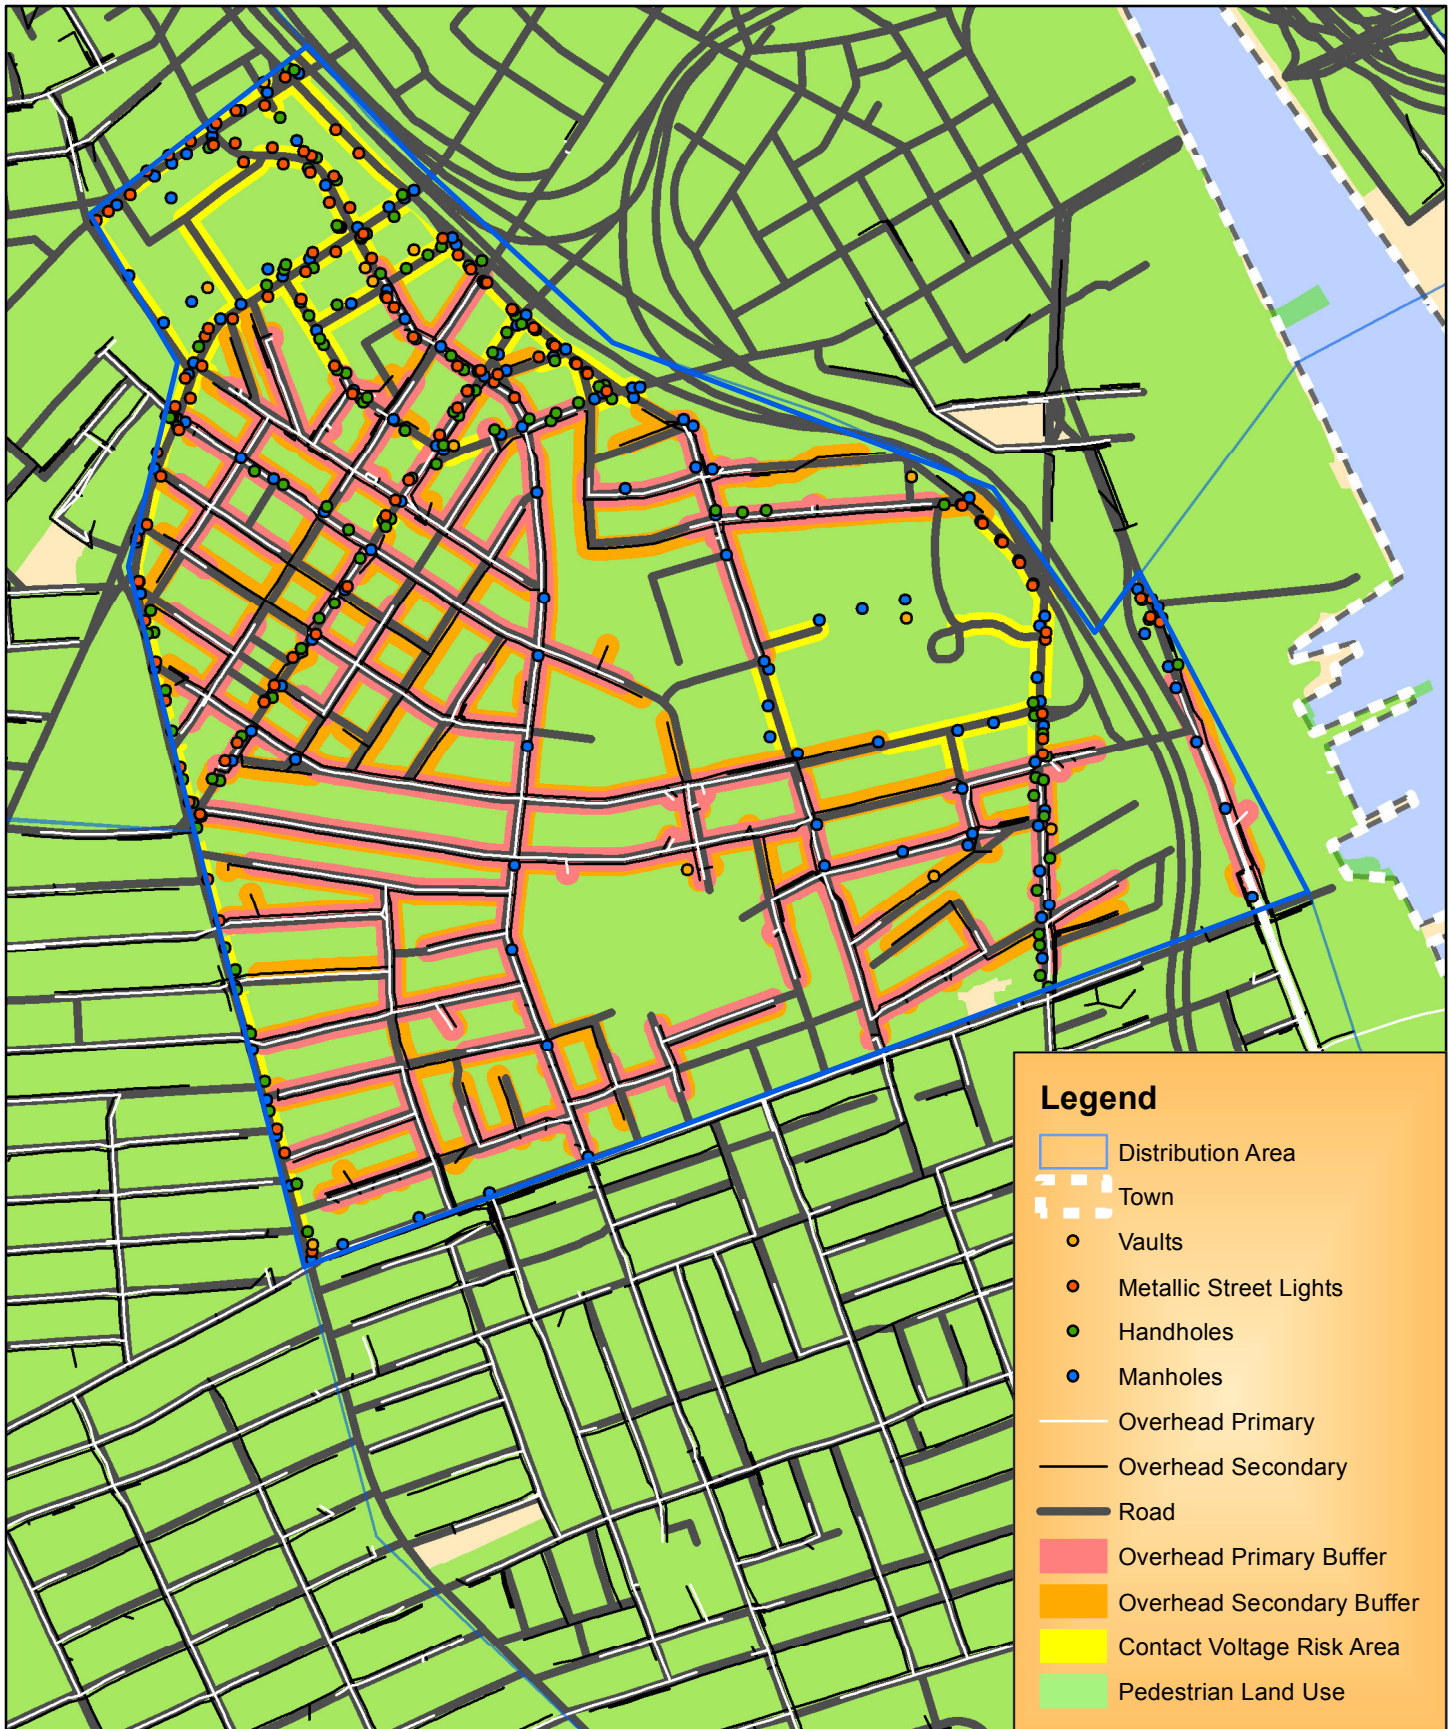 Legend
Distribution Area
Town
Vaults
Metallic Street Lights
Handholes
Manholes
Overhead Primary
Overhead Secondary
Road
Overhead Primary Buffer
Overhead Secondary Buffer
Contact Voltage Risk Area
Pedestrian Land Use